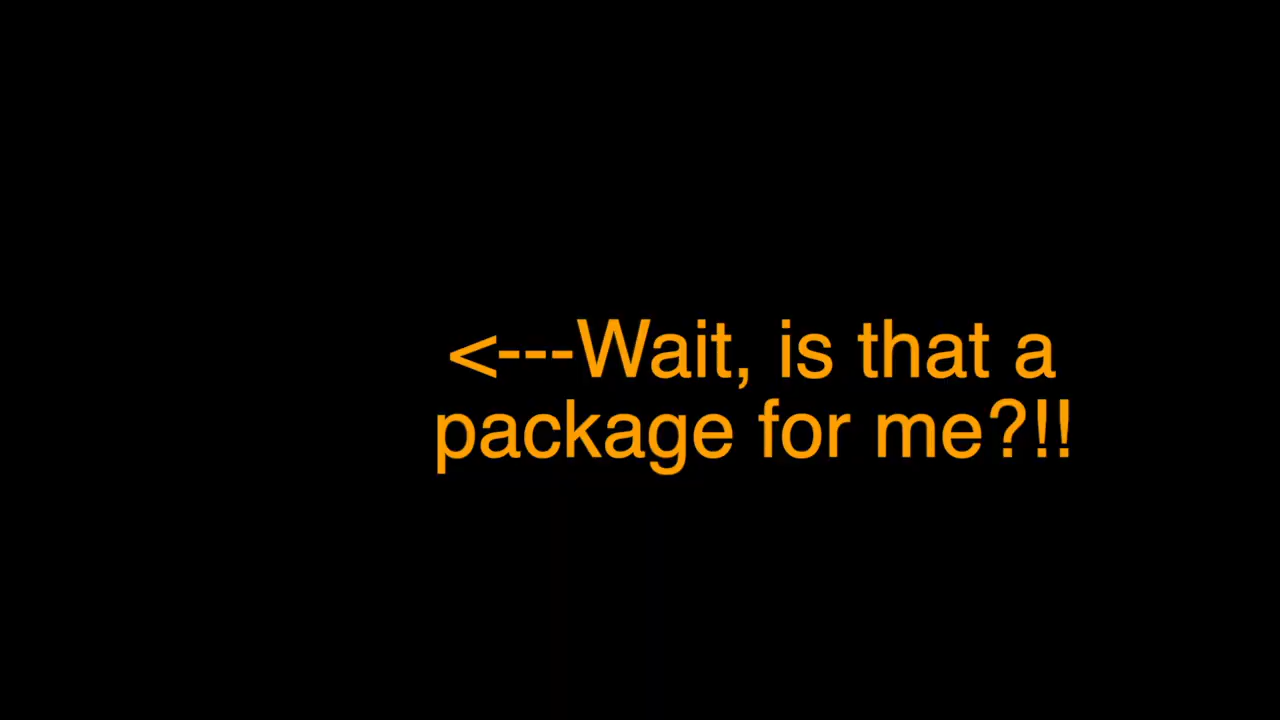 <---Wait, is that a
package for me?!!